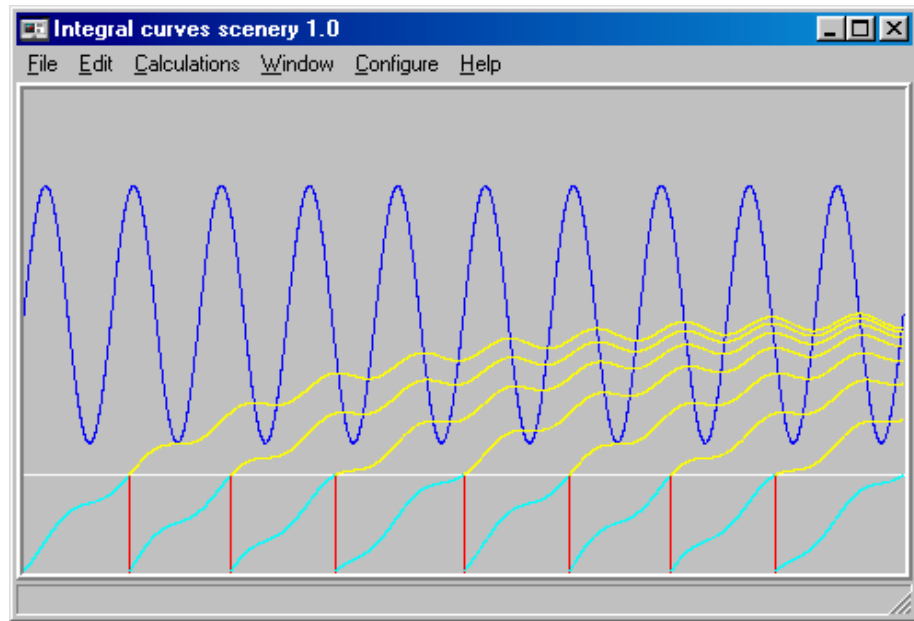 Integral curves scenery 1.0
File Edit Calculations Window Configure Help